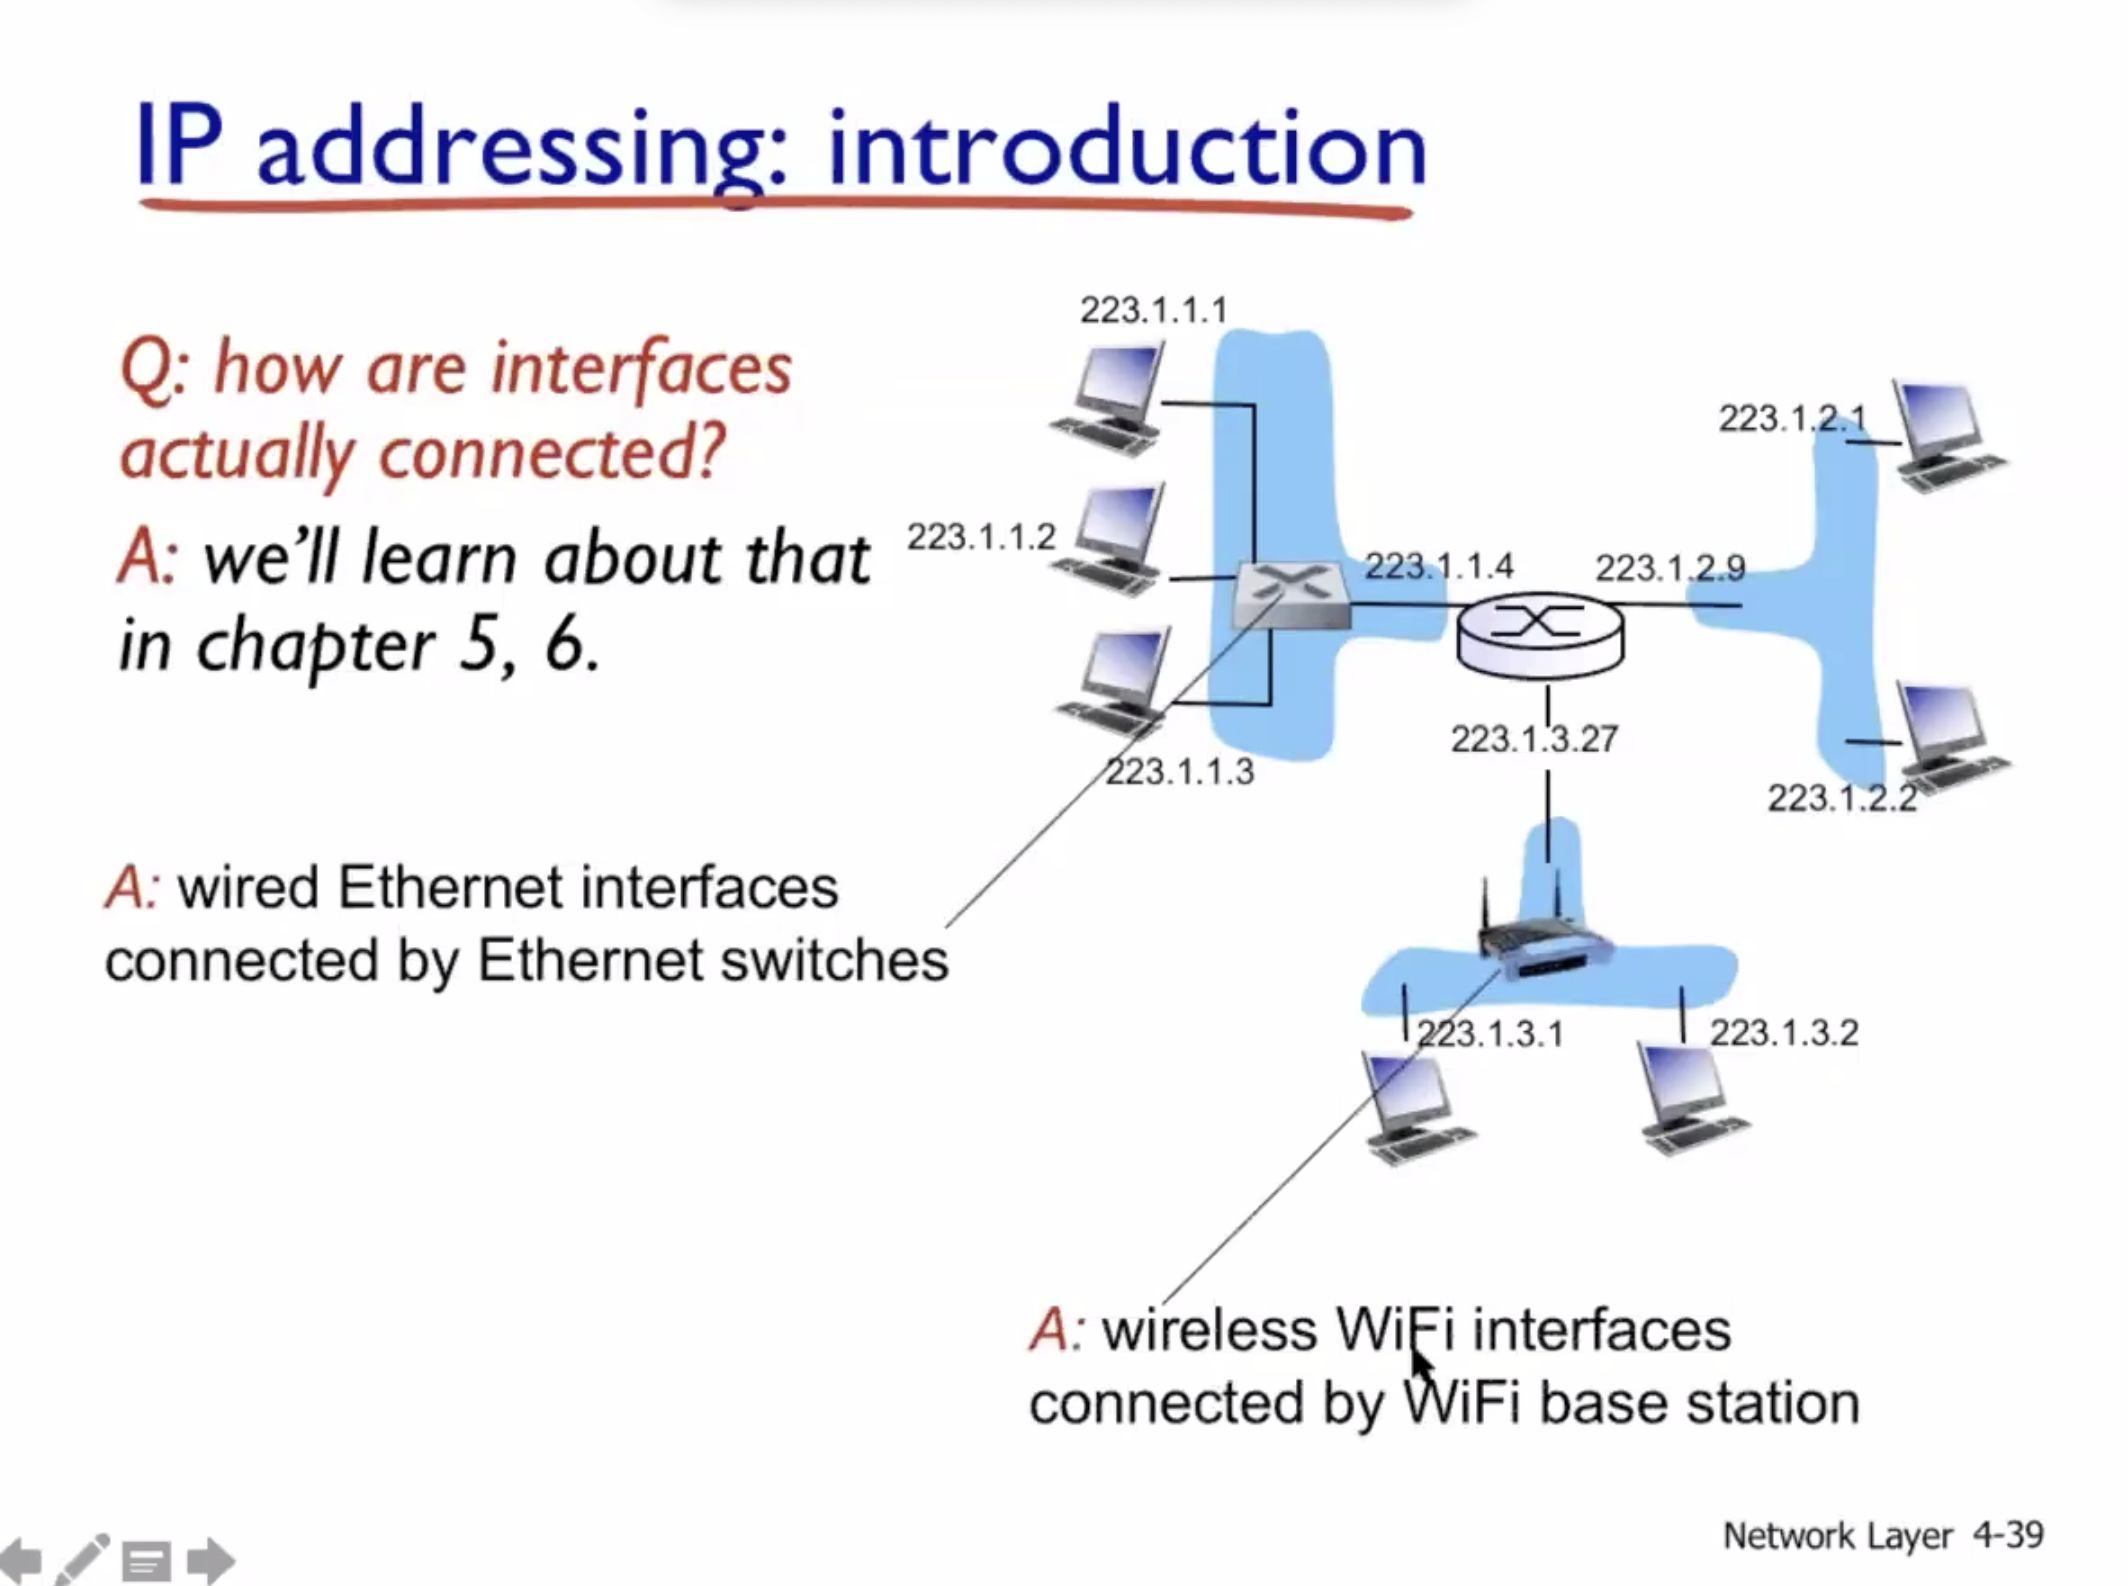 IP addressing: introduction
Q: how are interfaces
actually connected?
A: we’ll learn about that
in chapter 5, 6.
A: wired Ethernet interfaces
connected by Ethernet switches
223.1.1.1
223.1.1.2
223.1.1.3
223.1.1.4
223.1.2.9
223.1.2.1
223.1.2.2
223.1.3.27
223.1.3.1
223.1.3.2
A: wireless WiFi interfaces
connected by WiFi base station
Network Layer 4-39